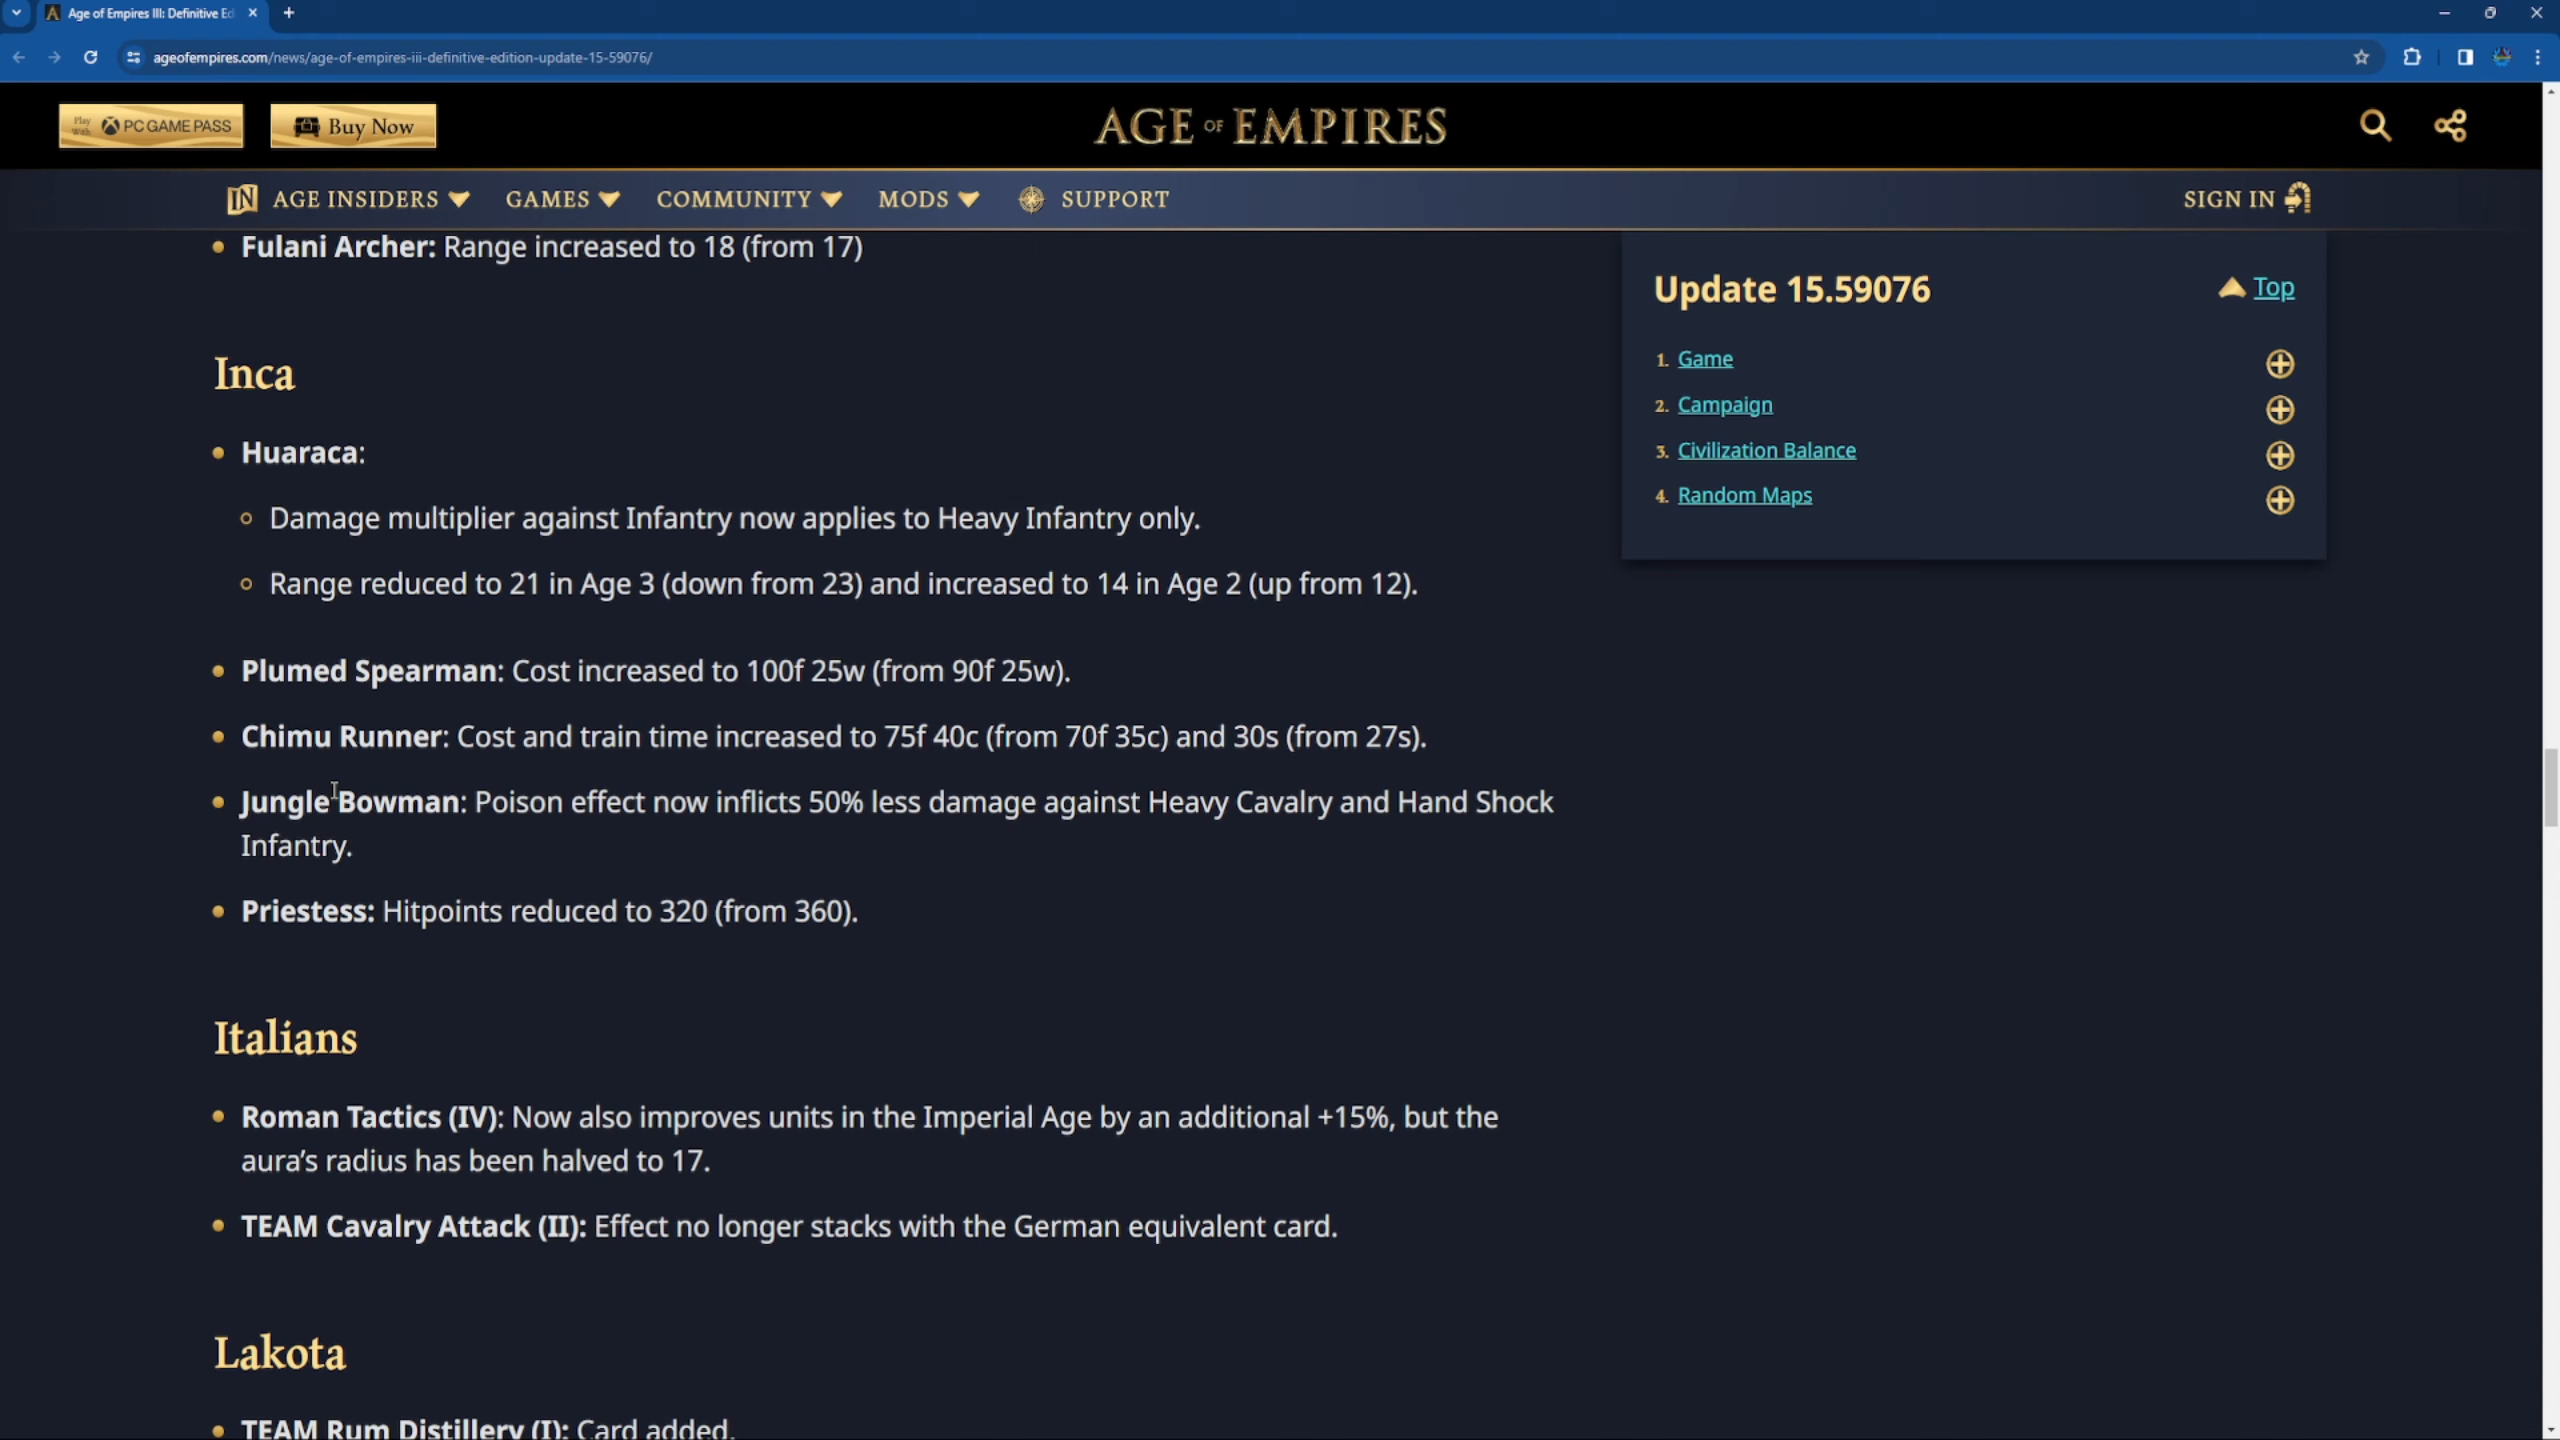 Age of Empires III: Definitive Ed
ageofempires.com/news/age-of-empires-iii-definitive-edition-update-15-59076/
Play With PC GAME PASS
Buy Now
AGE OF EMPIRES
IN AGE INSIDERS
GAMES
COMMUNITY
MODS
SUPPORT
SIGN IN
• Fulani Archer: Range increased to 18 (from 17)
Inca
• Huaraca:
Damage multiplier against Infantry now applies to Heavy Infantry only.
Range reduced to 21 in Age 3 (down from 23) and increased to 14 in Age 2 (up from 12).
• Plumed Spearman: Cost increased to 100f 25w (from 90f 25w).
• Chimu Runner: Cost and train time increased to 75f 40c (from 70f 35c) and 30s (from 27s).
• Jungle Bowman: Poison effect now inflicts 50% less damage against Heavy Cavalry and Hand Shock
Infantry.
• Priestess: Hitpoints reduced to 320 (from 360).
Italians
• Roman Tactics (IV): Now also improves units in the Imperial Age by an additional +15%, but the
aura’s radius has been halved to 17.
• TEAM Cavalry Attack (II): Effect no longer stacks with the German equivalent card.
Lakota
• TEAM Rum Distillery (I): Card added.
Update 15.59076
Top
1. Game
2. Campaign
3. Civilization Balance
4. Random Maps